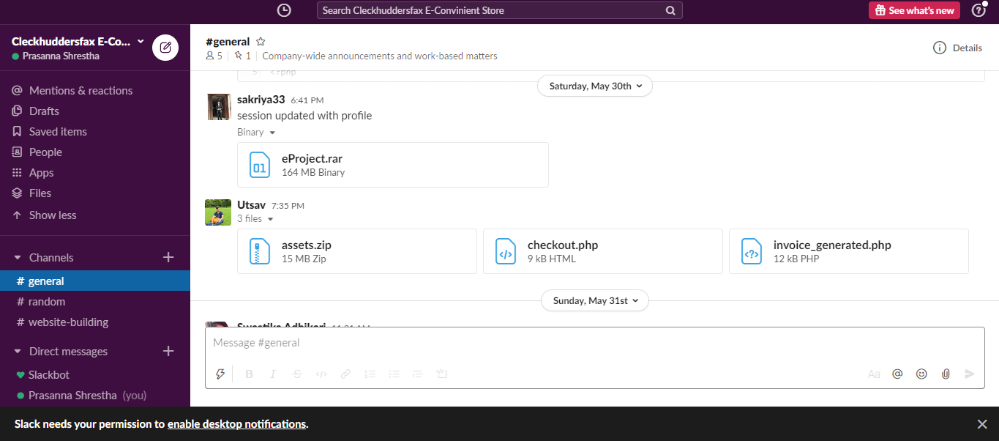 Search Cleckhuddersfax E-Convinient Store
See what's new
Cleckhuddersfax E-Co...
Prasanna Shrestha
Mentions & reactions
Drafts
Saved items
People
Apps
Files
Show less
Channels
# general
# random
# website-building
Direct messages
Slackbot
Prasanna Shrestha (you)
#general
5 | 1 | Company-wide announcements and work-based matters
Details
5 <?php
Saturday, May 30th
sakriya33 6:41 PM
session updated with profile
Binary
01
eProject.rar
164 MB Binary
Utsav 7:35 PM
3 files
assets.zip
15 MB Zip
checkout.php
9 kB HTML
invoice_generated.php
12 kB PHP
Sunday, May 31st
Swastika Adhikari
Message #general
B I S </>
Aa @
Slack needs your permission to enable desktop notifications.